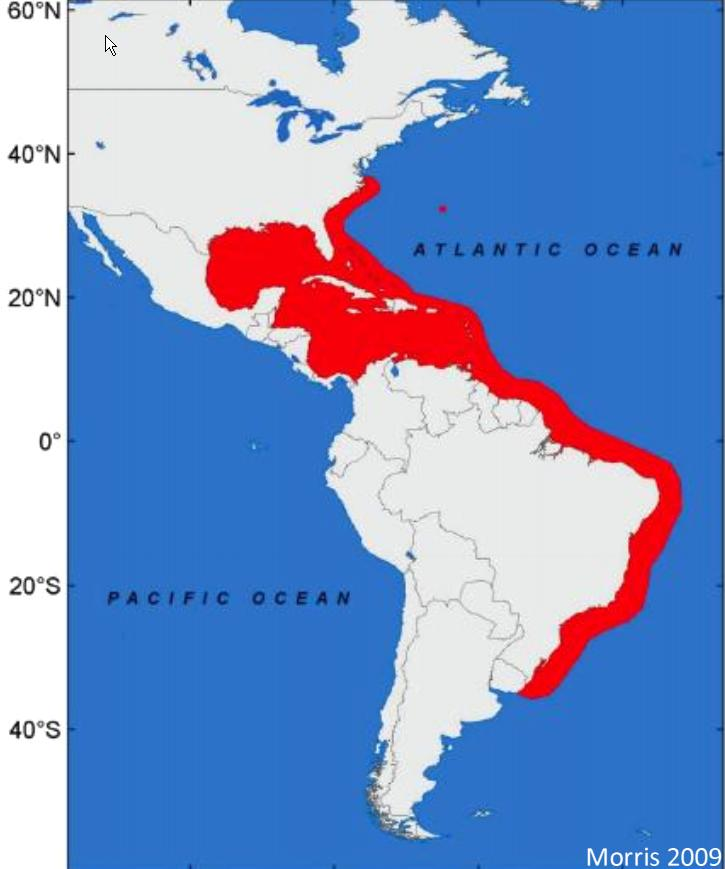 60°N
40°N
ATLANTIC OCEAN
20°N
0°
20°S
PACIFIC OCEAN
40°S
Morris 2009